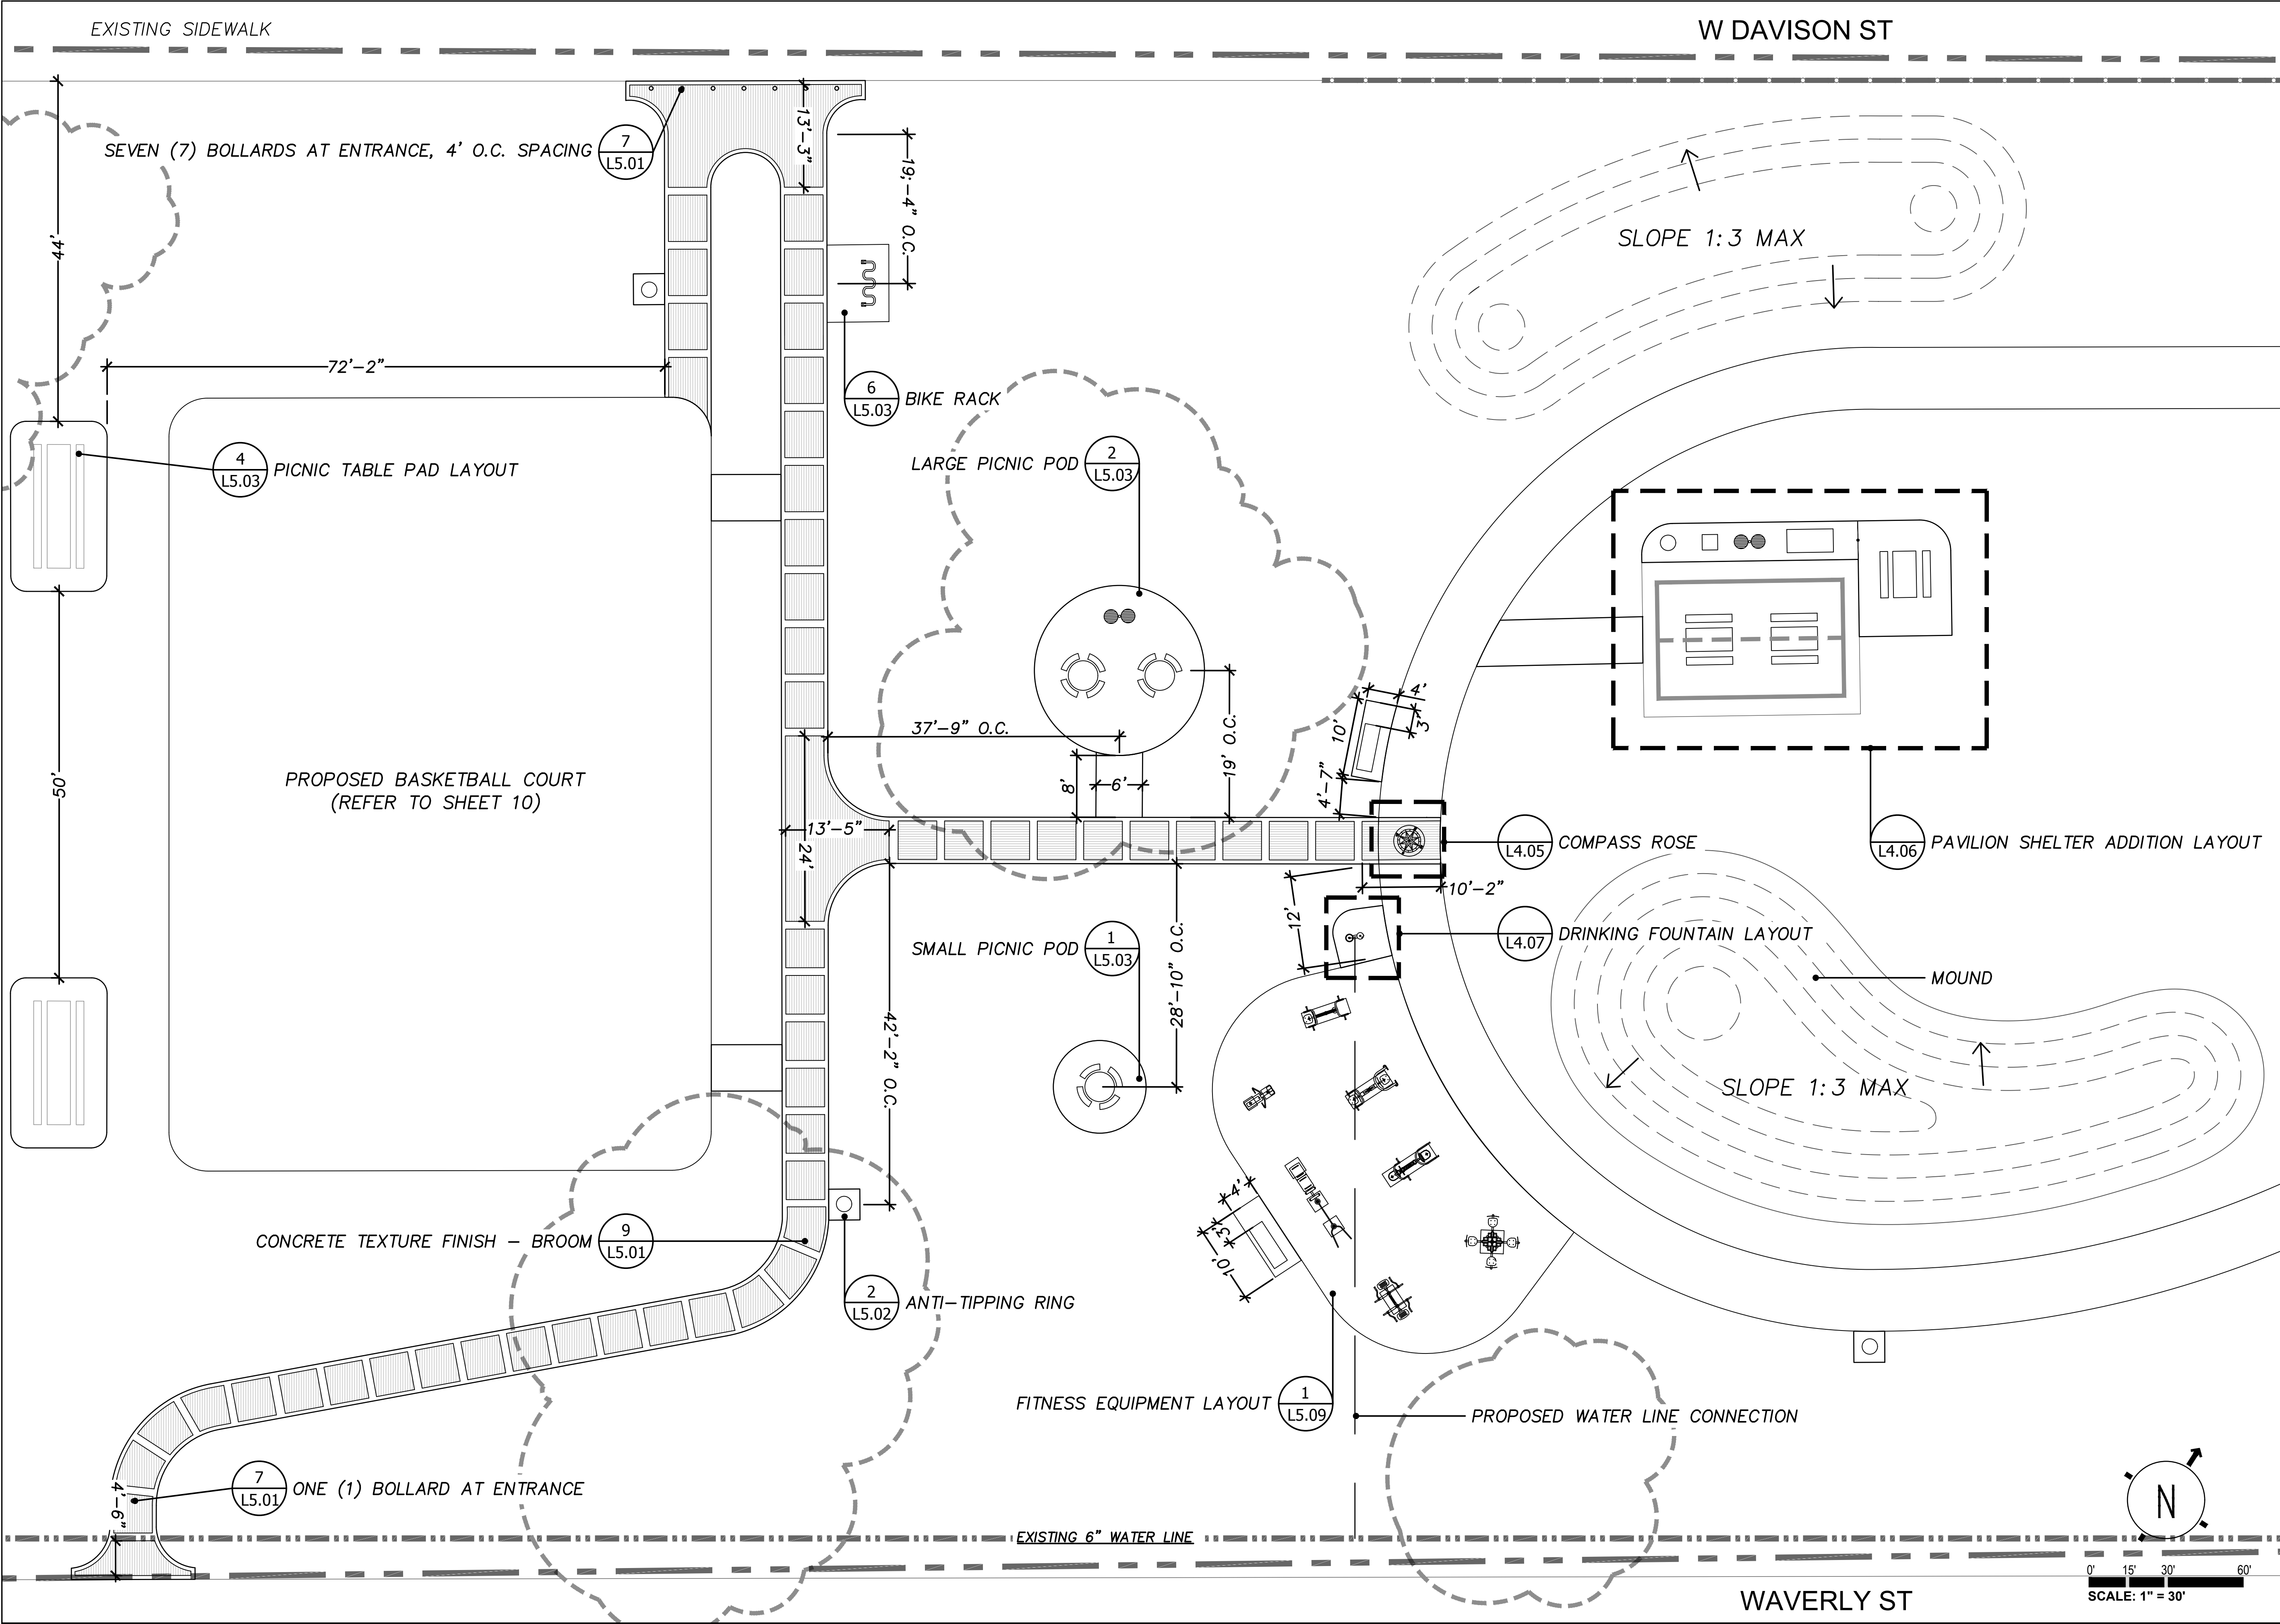 EXISTING SIDEWALK
W DAVISON ST
SEVEN (7) BOLLARDS AT ENTRANCE, 4' O.C. SPACING
7
L5.01
13'-3"
19;-4" O.C.
44'
SLOPE 1:3 MAX
72'-2"
6
L5.03
BIKE RACK
4
L5.03
PICNIC TABLE PAD LAYOUT
LARGE PICNIC POD
2
L5.03
37'-9" O.C.
19' O.C.
4'
3'
10'
4'-7"
8'
6'
50'
PROPOSED BASKETBALL COURT
(REFER TO SHEET 10)
13'-5"
24'
L4.05
COMPASS ROSE
L4.06
PAVILION SHELTER ADDITION LAYOUT
10'-2"
12'
L4.07
DRINKING FOUNTAIN LAYOUT
SMALL PICNIC POD
1
L5.03
28'-10" O.C.
MOUND
42'-2" O.C.
SLOPE 1:3 MAX
4'
3'
10'
CONCRETE TEXTURE FINISH - BROOM
9
L5.01
2
L5.02
ANTI-TIPPING RING
FITNESS EQUIPMENT LAYOUT
1
L5.09
PROPOSED WATER LINE CONNECTION
4'-6"
7
L5.01
ONE (1) BOLLARD AT ENTRANCE
N
EXISTING 6" WATER LINE
0' 15' 30' 60'
SCALE: 1" = 30'
WAVERLY ST